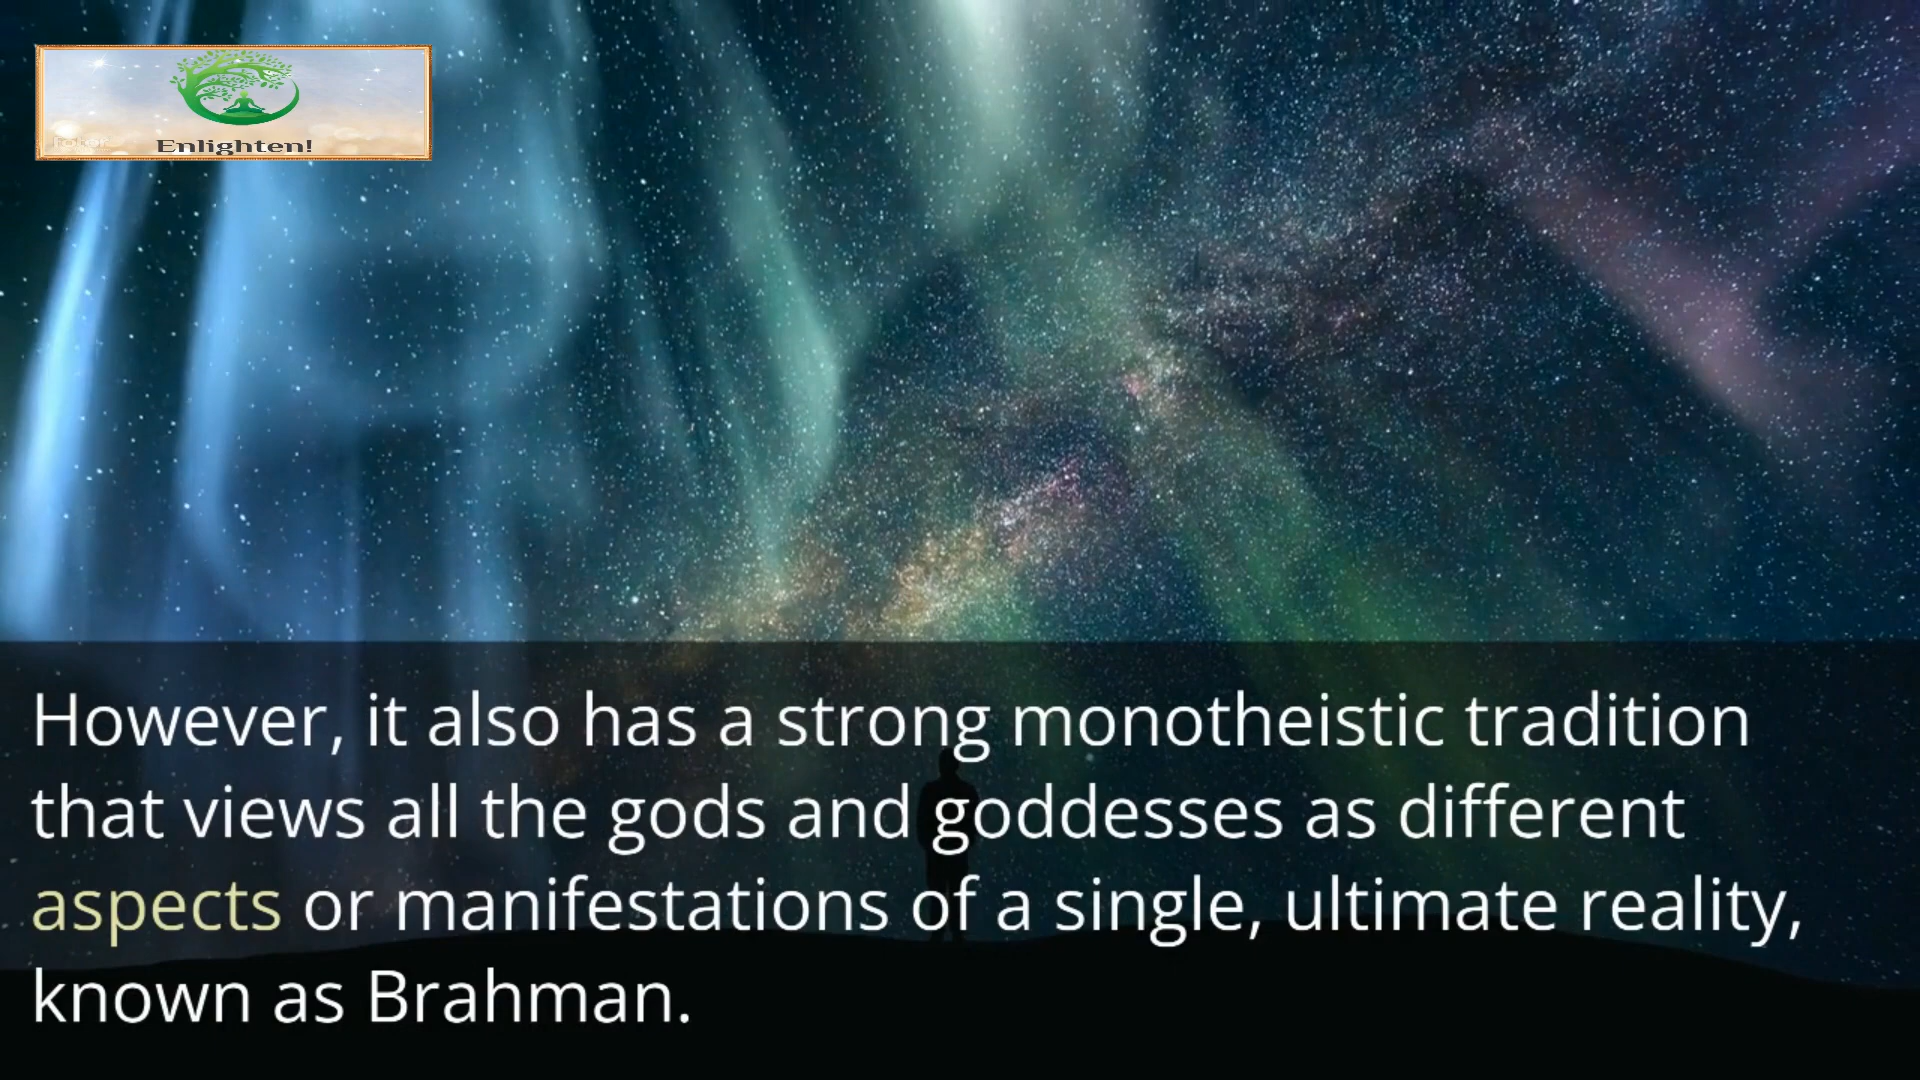 Enlighten!
However, it also has a strong monotheistic tradition
that views all the gods and goddesses as different
aspects or manifestations of a single, ultimate reality,
known as Brahman.